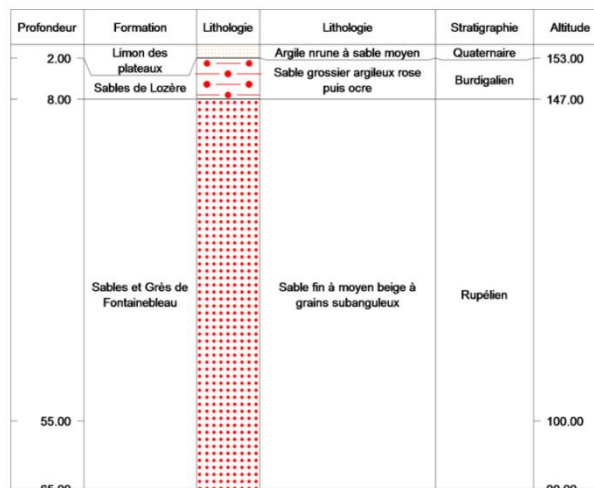 Profondeur Formation Lithologie Lithologie Stratigraphie Altitude
2.00 Limon des plateaux Argile nrune à sable moyen Quaternaire 153.00
8.00 Sables de Lozère Sable grossier argileux rose puis ocre Burdigalien 147.00
Sables et Grès de Fontainebleau Sable fin à moyen beige à grains subanguleux Rupélien
55.00 100.00